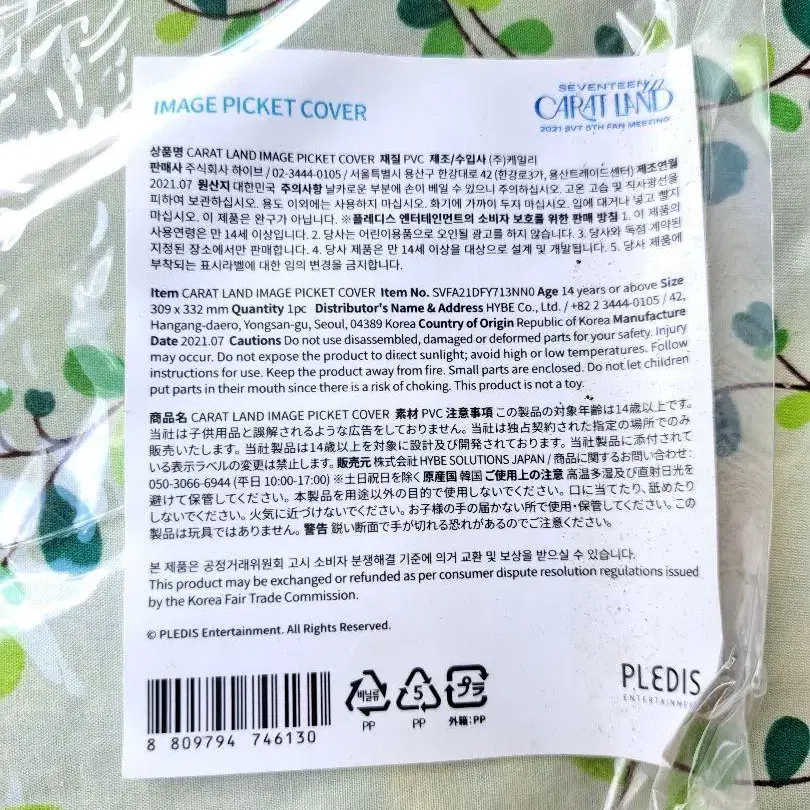 IMAGE PICKET COVER
SEVENTEEN in
CARAT LAND
2021 SVT 5TH FAN MEETING
상품명 CARAT LAND IMAGE PICKET COVER 재질 PVC 제조/수입사 (주)케일리
판매사 주식회사 하이브 / 02-3444-0105 / 서울특별시 용산구 한강대로 42 (한강로3가, 용산트레이드센터) 제조연월
2021.07 원산지 대한민국 주의사항 날카로운 부분에 손이 베일 수 있으니 주의하십시오. 고온 고습 및 직사광선을
피하여 보관하십시오. 용도 이외에는 사용하지 마십시오. 화기에 가까이 두지 마십시오. 입에 대거나 넣고 빨지
마십시오. 이 제품은 완구가 아닙니다. ※플레디스 엔터테인먼트의 소비자 보호를 위한 판매 방침 1. 이 제품의
사용연령은 만 14세 이상입니다. 2. 당사는 어린이용품으로 오인될 광고를 하지 않습니다. 3. 당사와 독점 계약된
지정된 장소에서만 판매합니다. 4. 당사 제품은 만 14세 이상을 대상으로 설계 및 개발됩니다. 5. 당사 제품에
부착되는 표시라벨에 대한 임의 변경을 금지합니다.
Item CARAT LAND IMAGE PICKET COVER Item No. SVFA21DFY713NN0 Age 14 years or above Size
309 x 332 mm Quantity 1pc Distributor's Name & Address HYBE Co., Ltd. / +82 2 3444-0105 / 42,
Hangang-daero, Yongsan-gu, Seoul, 04389 Korea Country of Origin Republic of Korea Manufacture
Date 2021.07 Cautions Do not use disassembled, damaged or deformed parts for your safety. Injury
may occur. Do not expose the product to direct sunlight; avoid high or low temperatures. Follow
instructions for use. Keep the product away from fire. Small parts are enclosed. Do not let children
put parts in their mouth since there is a risk of choking. This product is not a toy.
商品名 CARAT LAND IMAGE PICKET COVER 素材 PVC 注意事項 この製品の対象年齢は14歳以上です。
当社は子供用品と誤解されるような広告をしておりません。当社は独占契約された指定の場所でのみ
販売いたします。当社製品は14歳以上を対象に設計及び開発されております。当社製品に添付されて
いる表示ラベルの変更は禁止します。販売元 株式会社 HYBE SOLUTIONS JAPAN / 商品に関するお問い合わせ:
050-3066-6944 (平日 10:00-17:00) ※土日祝日を除く 原産国 韓国 ご使用上の注意 高温多湿及び直射日光を
避けて保管してください。本製品を用途以外の目的で使用しないでください。口に当てたり、舐めたり
しないでください。火気に近づけないでください。お子様の手の届かない所で使用・保管してください。この
製品は玩具ではありません。警告 鋭い断面で手が切れる恐れがあるのでご注意ください。
본 제품은 공정거래위원회 고시 소비자 분쟁해결 기준에 의거 교환 및 보상을 받으실 수 있습니다.
This product may be exchanged or refunded as per consumer dispute resolution regulations issued
by the Korea Fair Trade Commission.
© PLEDIS Entertainment. All Rights Reserved.
8 809794 746130
비닐류
PP
5
PP
プラ
外箱:PP
PLEDIS
ENTERTAINMENT